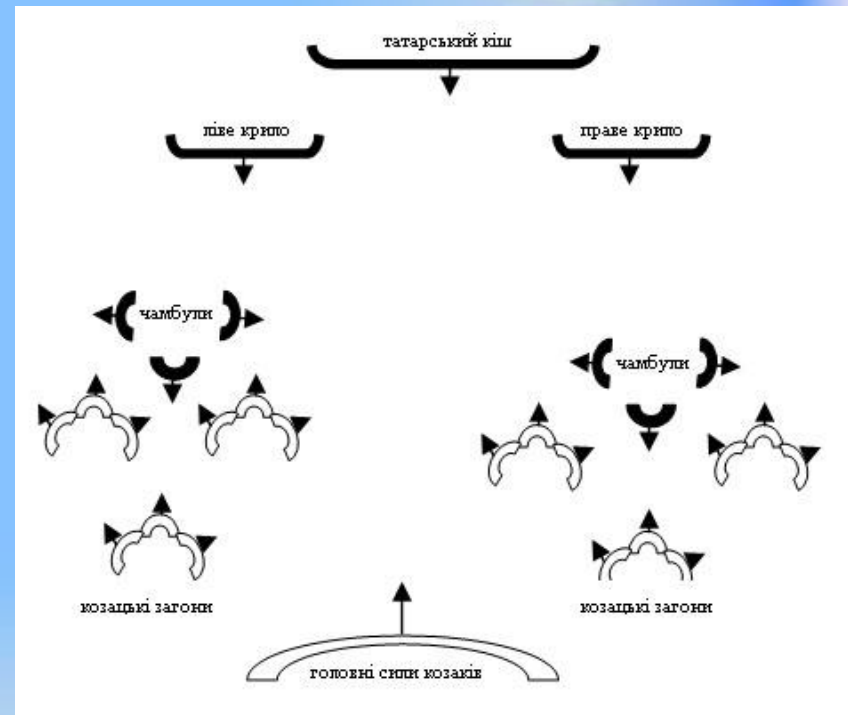 татарський кіш
ліве крило
праве крило
чамбули
чамбули
козацькі загони
козацькі загони
головні сили козаків